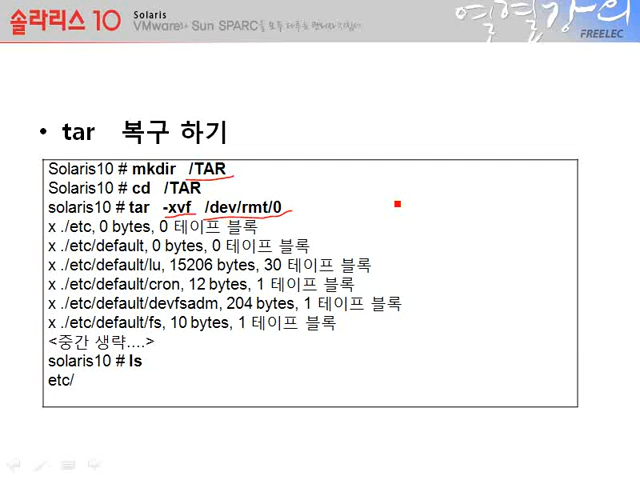 솔라리스 10
Solaris
VMware와 Sun SPARC을 모두 다루는
열혈강의
FREELEC
• tar 복구 하기
Solaris10 # mkdir /TAR
Solaris10 # cd /TAR
solaris10 # tar -xvf /dev/rmt/0
x ./etc, 0 bytes, 0 테이프 블록
x ./etc/default, 0 bytes, 0 테이프 블록
x ./etc/default/lu, 15206 bytes, 30 테이프 블록
x ./etc/default/cron, 12 bytes, 1 테이프 블록
x ./etc/default/devfsadm, 204 bytes, 1 테이프 블록
x ./etc/default/fs, 10 bytes, 1 테이프 블록
<중간 생략....>
solaris10 # ls
etc/